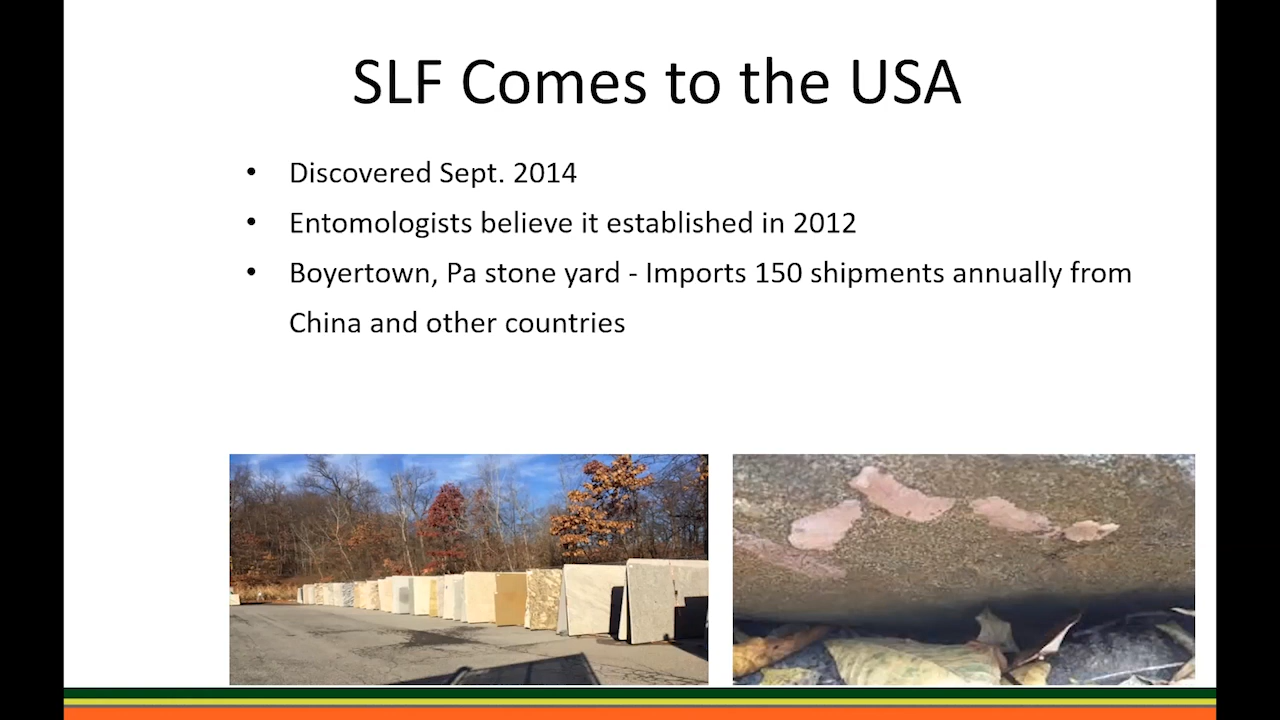 SLF Comes to the USA
• Discovered Sept. 2014
• Entomologists believe it established in 2012
• Boyertown, Pa stone yard - Imports 150 shipments annually from
China and other countries